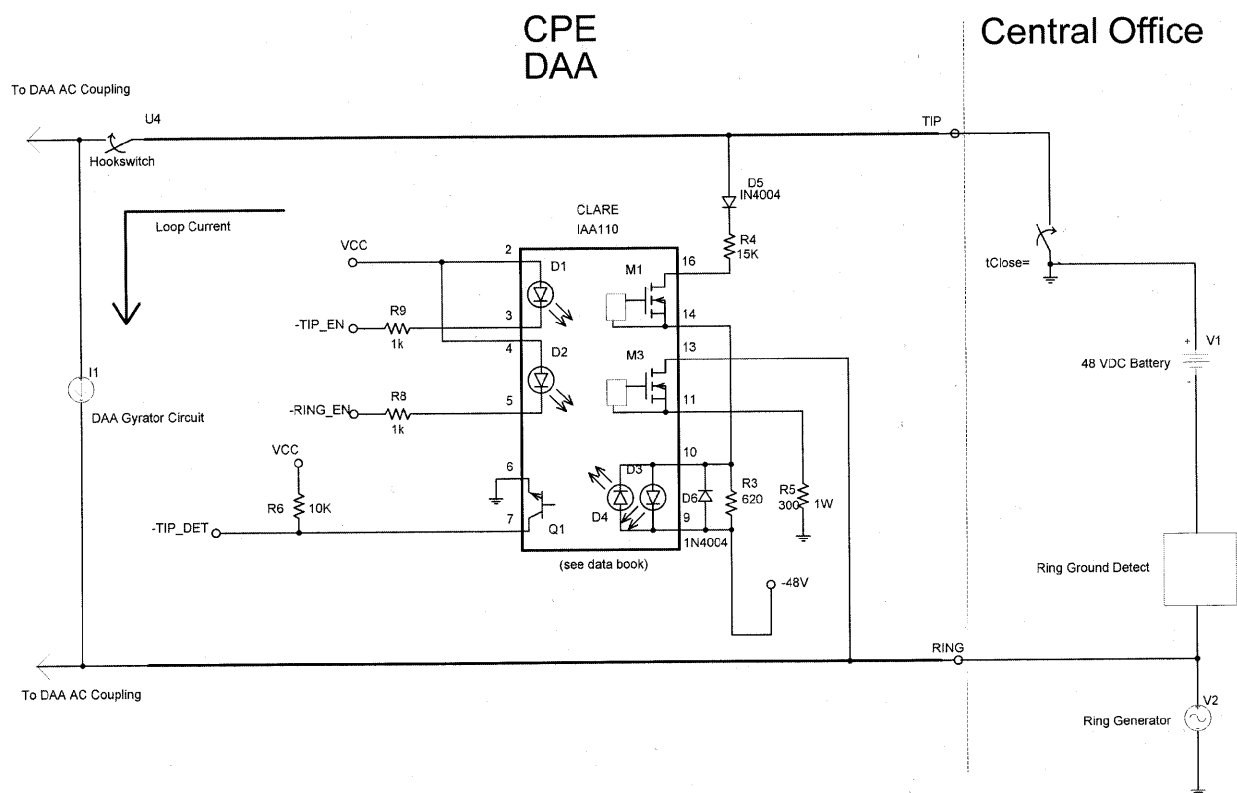 CPE
DAA
Central Office
To DAA AC Coupling
U4
Hookswitch
TIP
Loop Current
D5
IN4004
R4
15K
CLARE
IAA110
VCC
2
D1
M1
16
tClose=
-TIP_EN
R9
1k
3
14
4
D2
M3
13
V1
+
48 VDC Battery
-
I1
DAA Gyrator Circuit
-RING_EN
R8
1k
5
11
VCC
6
10
R6
10K
D3
D4
D6
R3
620
R5
300
1W
-TIP_DET
7
Q1
9
1N4004
(see data book)
-48V
Ring Ground Detect
RING
To DAA AC Coupling
V2
Ring Generator